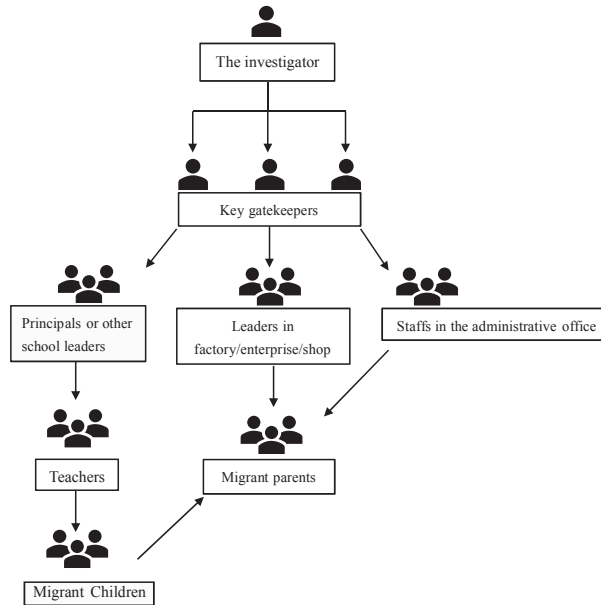 The investigator
Key gatekeepers
Principals or other
school leaders
Leaders in
factory/enterprise/shop
Staffs in the administrative office
Teachers
Migrant parents
Migrant Children